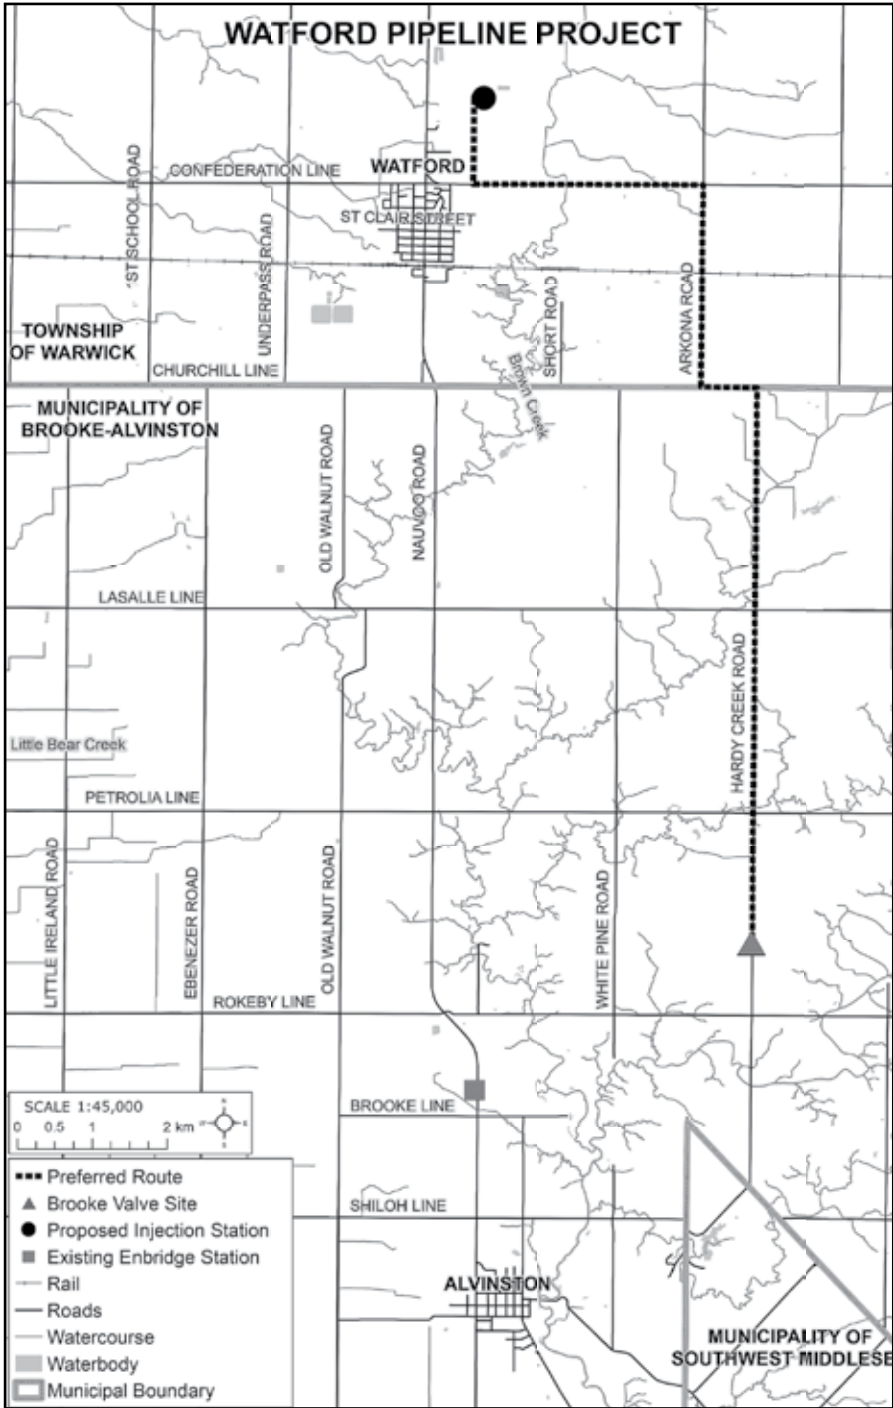 WATFORD PIPELINE PROJECT
CONFEDERATION LINE
WATFORD
ST CLAIR STREET
1ST SCHOOL ROAD
UNDERPASS ROAD
SHORT ROAD
ARKONA ROAD
TOWNSHIP
OF WARWICK
CHURCHILL LINE
Brown Creek
MUNICIPALITY OF
BROOKE-ALVINSTON
OLD WALNUT ROAD
NAUVOO ROAD
LASALLE LINE
HARDY CREEK ROAD
Little Bear Creek
PETROLIA LINE
LITTLE IRELAND ROAD
EBENEZER ROAD
OLD WALNUT ROAD
WHITE PINE ROAD
ROKEBY LINE
BROOKE LINE
SHILOH LINE
ALVINSTON
MUNICIPALITY OF
SOUTHWEST MIDDLESE
SCALE 1:45,000
0 0.5 1 2 km
Preferred Route
Brooke Valve Site
Proposed Injection Station
Existing Enbridge Station
Rail
Roads
Watercourse
Waterbody
Municipal Boundary